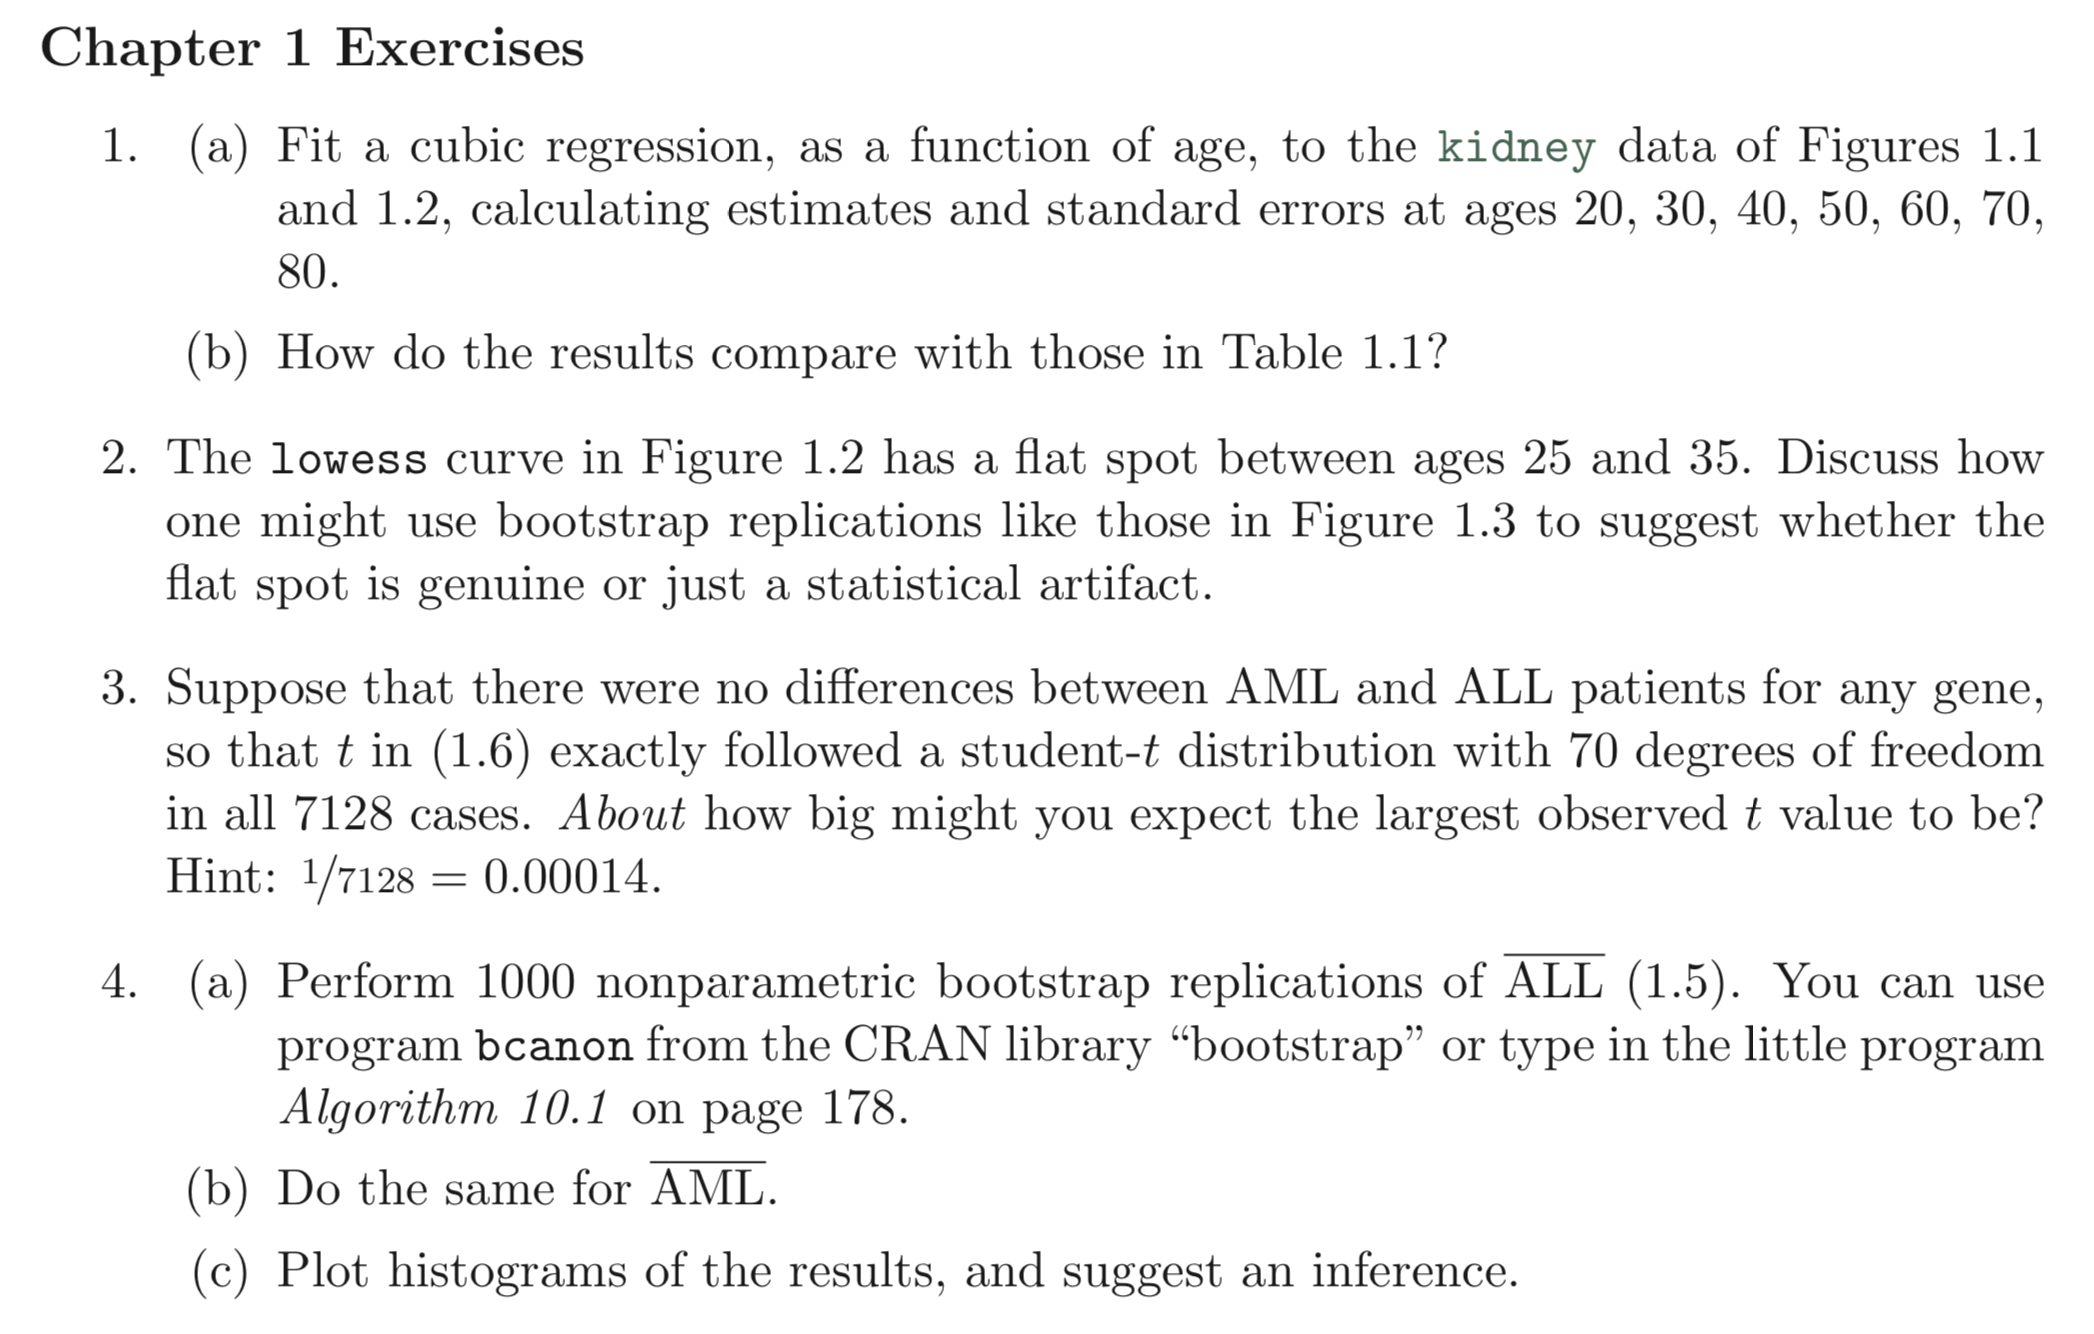 Chapter 1 Exercises
1. (a) Fit a cubic regression, as a function of age, to the kidney data of Figures 1.1
and 1.2, calculating estimates and standard errors at ages 20, 30, 40, 50, 60, 70,
80.
(b) How do the results compare with those in Table 1.1?
2. The lowess curve in Figure 1.2 has a flat spot between ages 25 and 35. Discuss how
one might use bootstrap replications like those in Figure 1.3 to suggest whether the
flat spot is genuine or just a statistical artifact.
3. Suppose that there were no differences between AML and ALL patients for any gene,
so that t in (1.6) exactly followed a student-t distribution with 70 degrees of freedom
in all 7128 cases. About how big might you expect the largest observed t value to be?
Hint: 1/7128 = 0.00014.
4. (a) Perform 1000 nonparametric bootstrap replications of A̅L̅L̅ (1.5). You can use
program bcanon from the CRAN library “bootstrap” or type in the little program
Algorithm 10.1 on page 178.
(b) Do the same for A̅M̅L̅.
(c) Plot histograms of the results, and suggest an inference.